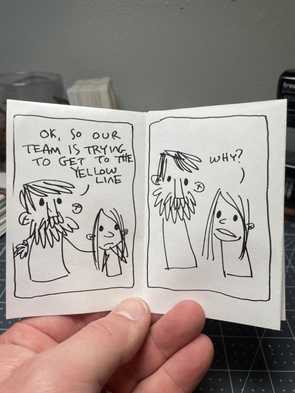 OK, SO OUR
TEAM IS TRYING
TO GET TO THE
YELLOW
LINE
WHY?